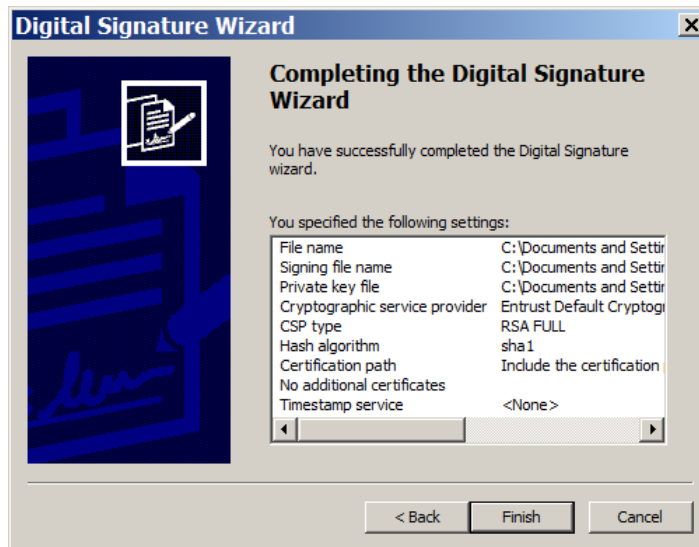 Digital Signature Wizard
Completing the Digital Signature
Wizard
You have successfully completed the Digital Signature
wizard.
You specified the following settings:
File name C:\Documents and Settin
Signing file name C:\Documents and Settin
Private key file C:\Documents and Settin
Cryptographic service provider Entrust Default Cryptogr
CSP type RSA FULL
Hash algorithm sha1
Certification path Include the certification
No additional certificates
Timestamp service <None>
< Back Finish Cancel